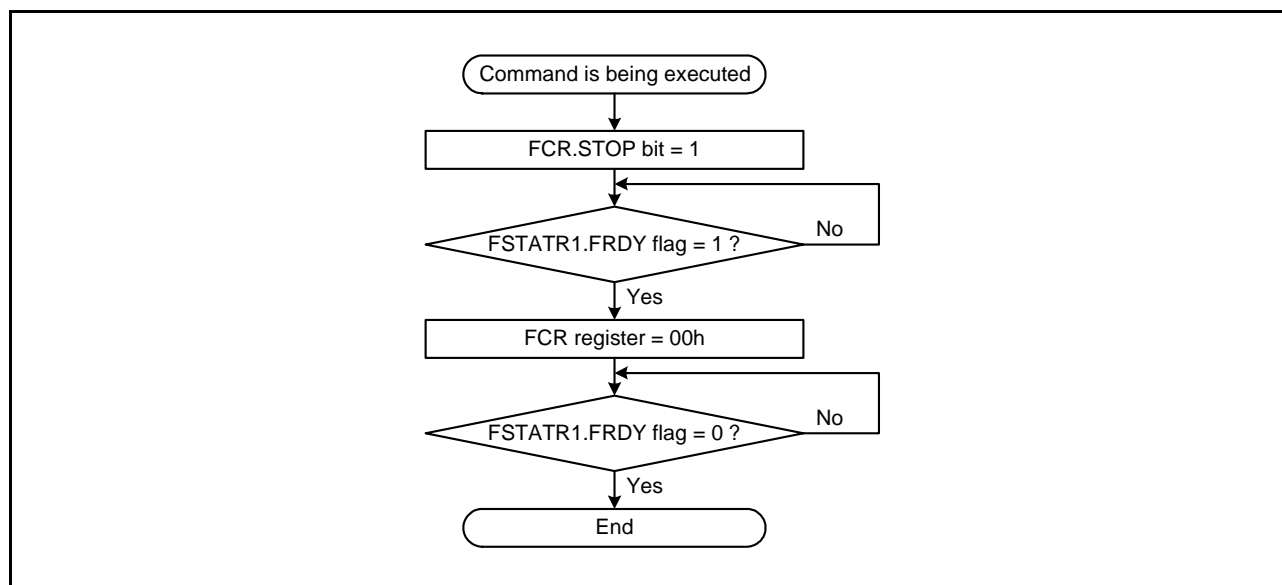 Command is being executed
FCR.STOP bit = 1
FSTATR1.FRDY flag = 1 ?
No
Yes
FCR register = 00h
FSTATR1.FRDY flag = 0 ?
No
Yes
End